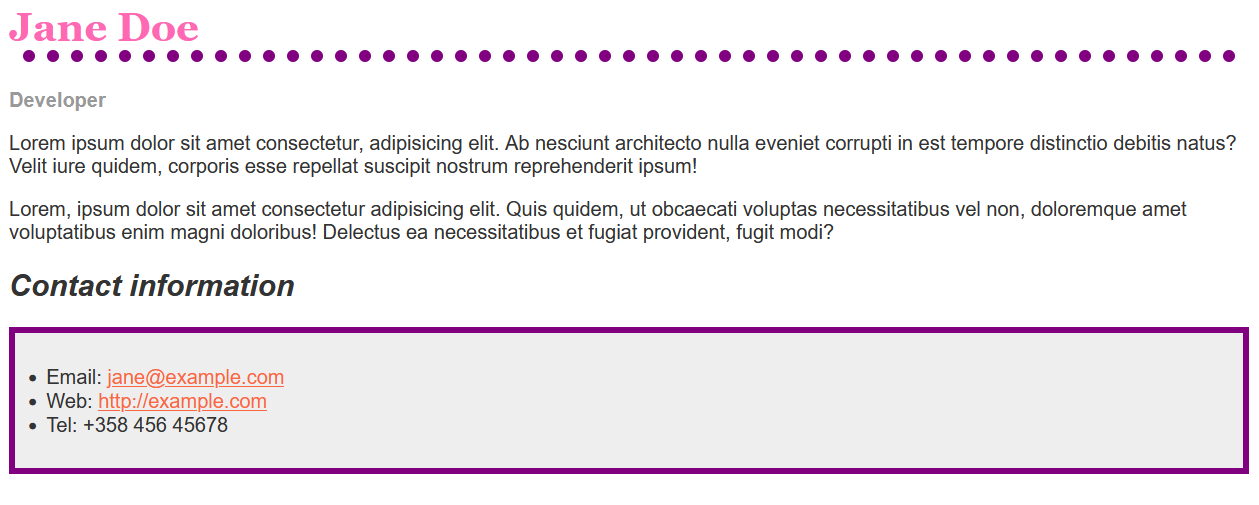 Jane Doe
Developer
Lorem ipsum dolor sit amet consectetur, adipisicing elit. Ab nesciunt architecto nulla eveniet corrupti in est tempore distinctio debitis natus?
Velit iure quidem, corporis esse repellat suscipit nostrum reprehenderit ipsum!
Lorem, ipsum dolor sit amet consectetur adipisicing elit. Quis quidem, ut obcaecati voluptas necessitatibus vel non, doloremque amet
voluptatibus enim magni doloribus! Delectus ea necessitatibus et fugiat provident, fugit modi?
Contact information
• Email: jane@example.com
• Web: http://example.com
• Tel: +358 456 45678